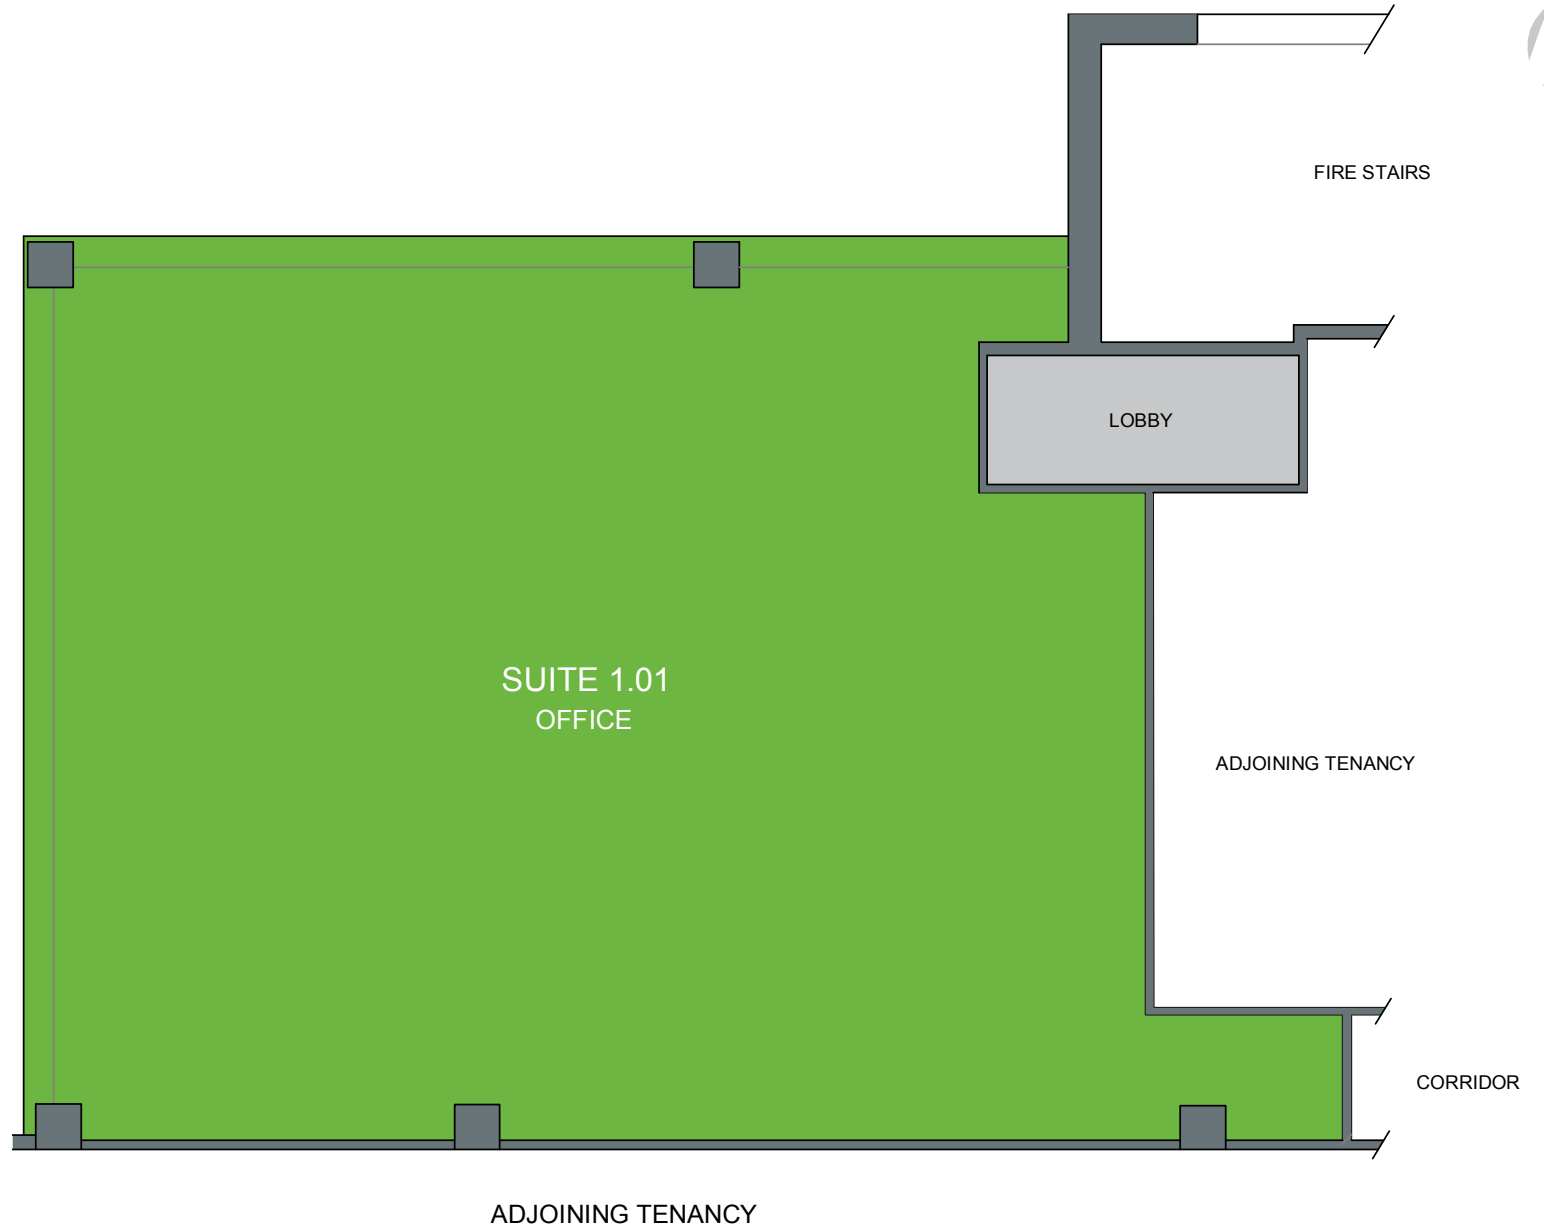 FIRE STAIRS
LOBBY
SUITE 1.01
OFFICE
ADJOINING TENANCY
CORRIDOR
ADJOINING TENANCY